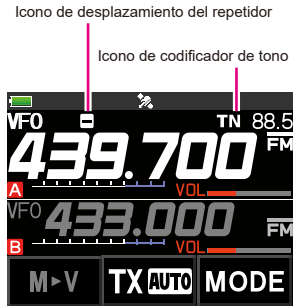 Icono de desplazamiento del repetidor
Icono de codificador de tono
VFO TN 88.5
439.700 FM
A VOL
VFO 433.000 FM
B VOL
M▸V TX AUTO MODE